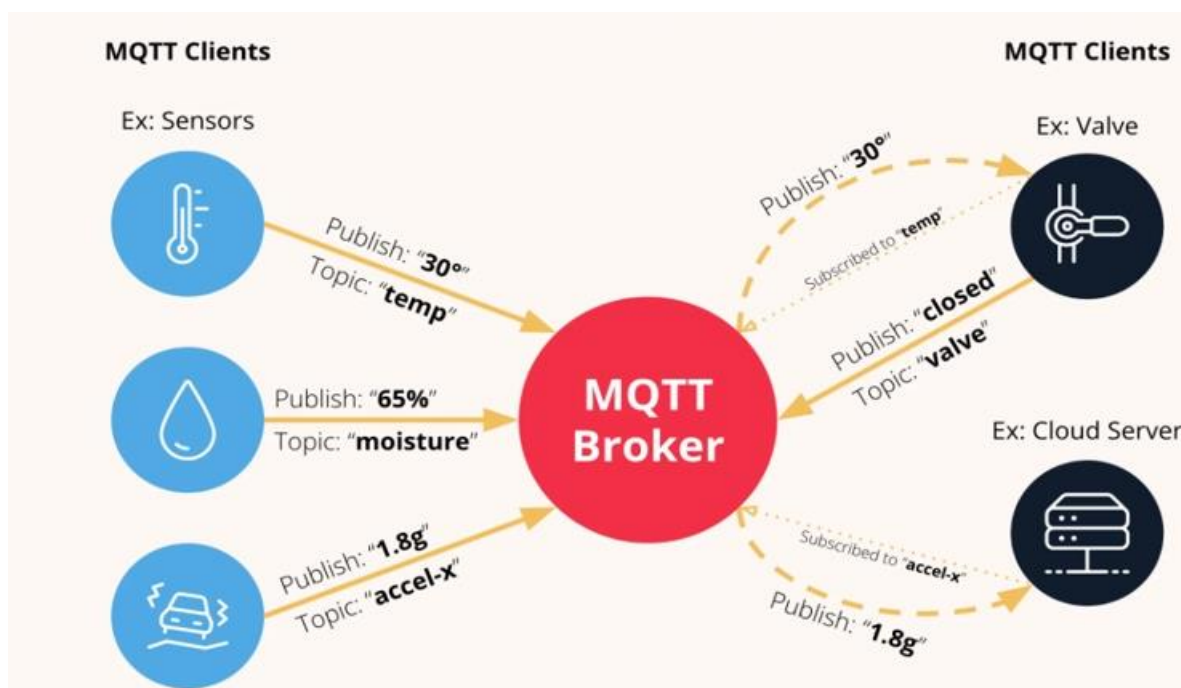 MQTT Clients
Ex: Sensors
Publish: “30°”
Topic: “temp”
Publish: “65%”
Topic: “moisture”
Publish: “1.8g”
Topic: “accel-x”
MQTT
Broker
MQTT Clients
Ex: Valve
Publish: “30°”
Subscribed to “temp”
Publish: “closed”
Topic: “valve”
Ex: Cloud Server
Subscribed to “accel-x”
Publish: “1.8g”